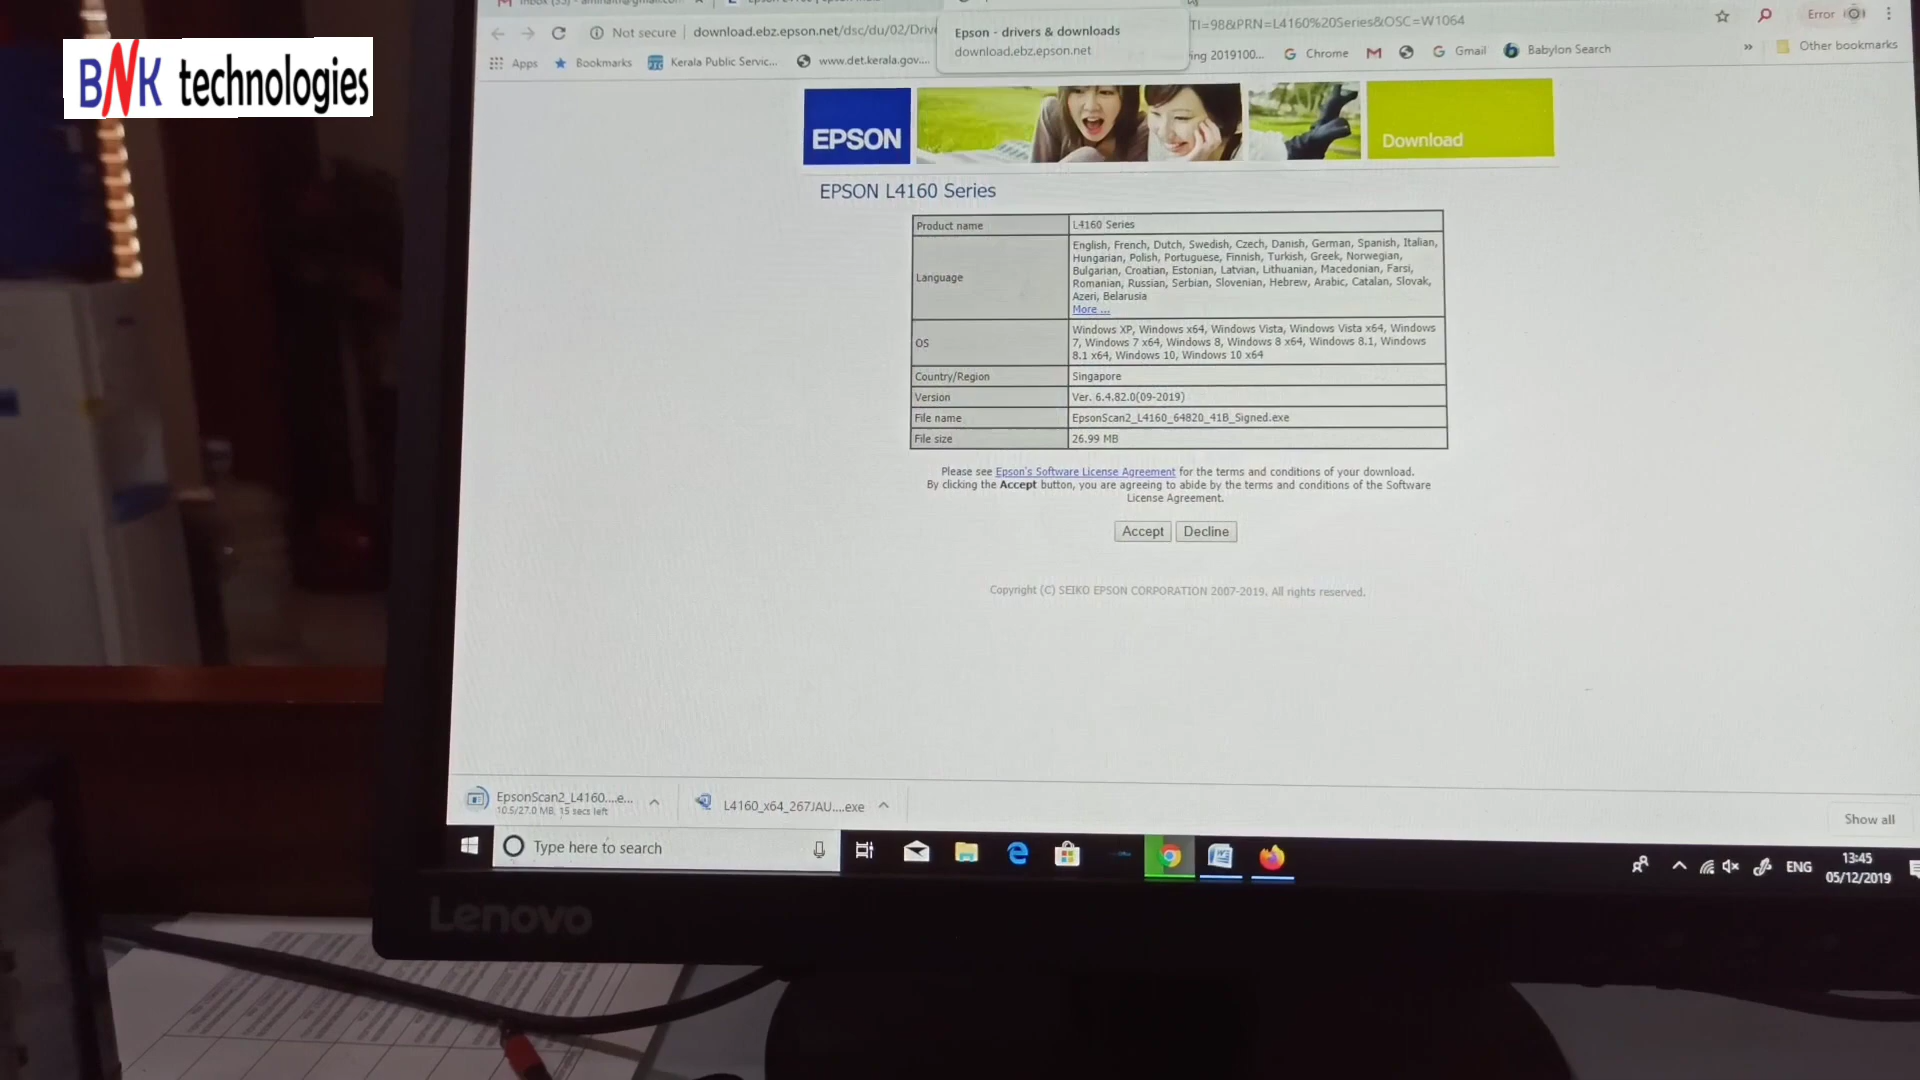 BNK technologies
Not secure
download.ebz.epson.net/dsc/du/02/Driv
TI=98&PRN=L4160%20Series&OSC=W1064
Error
Epson - drivers & downloads
download.ebz.epson.net
Apps
Bookmarks
Kerala Public Servic...
www.det.kerala.gov....
ing 2019100...
Chrome
Gmail
Babylon Search
»
Other bookmarks
EPSON
Download
EPSON L4160 Series
Product name
L4160 Series
Language
English, French, Dutch, Swedish, Czech, Danish, German, Spanish, Italian,
Hungarian, Polish, Portuguese, Finnish, Turkish, Greek, Norwegian,
Bulgarian, Croatian, Estonian, Latvian, Lithuanian, Macedonian, Farsi,
Romanian, Russian, Serbian, Slovenian, Hebrew, Arabic, Catalan, Slovak,
Azeri, Belarusia
More ...
OS
Windows XP, Windows x64, Windows Vista, Windows Vista x64, Windows
7, Windows 7 x64, Windows 8, Windows 8 x64, Windows 8.1, Windows
8.1 x64, Windows 10, Windows 10 x64
Country/Region
Singapore
Version
Ver. 6.4.82.0(09-2019)
File name
EpsonScan2_L4160_64820_41B_Signed.exe
File size
26.99 MB
Please see Epson's Software License Agreement for the terms and conditions of your download.
By clicking the Accept button, you are agreeing to abide by the terms and conditions of the Software
License Agreement.
Accept
Decline
Copyright (C) SEIKO EPSON CORPORATION 2007-2019. All rights reserved.
EpsonScan2_L4160....e...
10.5/27.0 MB, 15 secs left
L4160_x64_267JAU....exe
Show all
Type here to search
ENG
13:45
05/12/2019
Lenovo